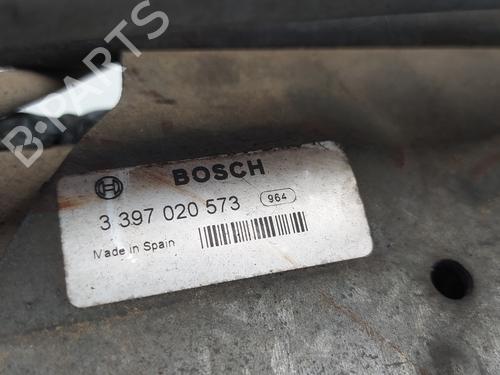 B-PARTS
BOSCH
3 397 020 573 964
Made in Spain